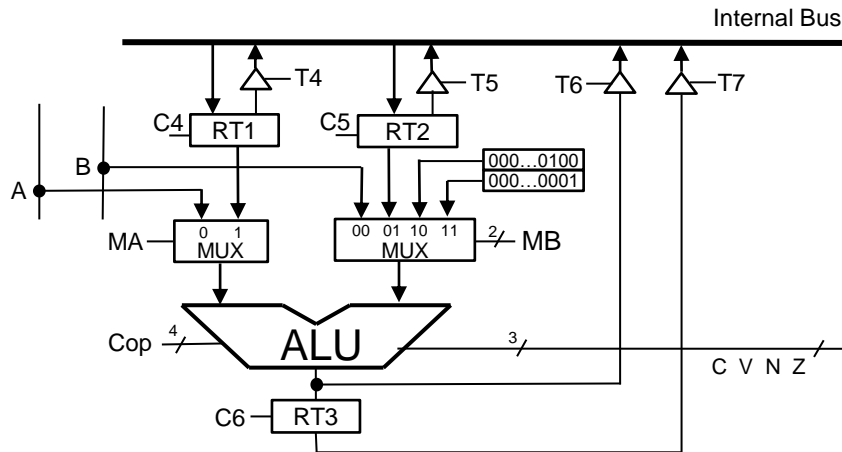 Internal Bus
T4
T5
T6
T7
C4
RT1
C5
RT2
B
000...0100
000...0001
A
0 1
00 01 10 11
MA
MUX
MUX
2
MB
Cop
4
ALU
3
C V N Z
C6
RT3